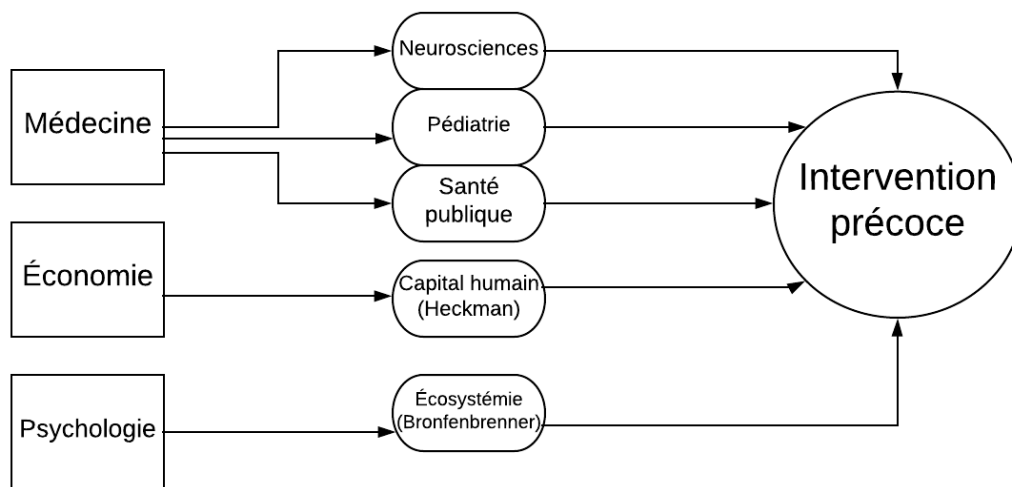 Neurosciences
Médecine
Pédiatrie
Santé
publique
Intervention
précoce
Économie
Capital humain
(Heckman)
Psychologie
Écosystémie
(Bronfenbrenner)